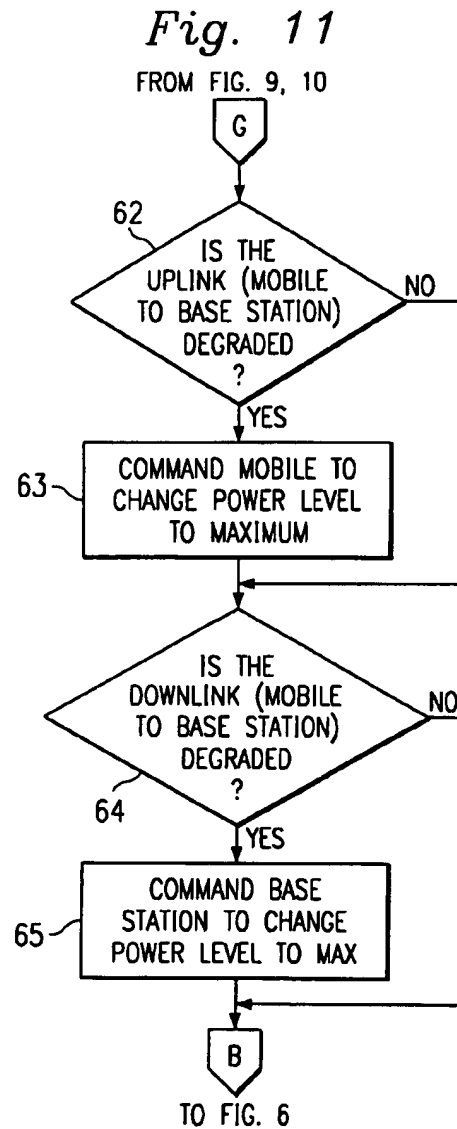 Fig. 11
FROM FIG. 9, 10
G
62
IS THE
UPLINK (MOBILE
TO BASE STATION)
DEGRADED
?
NO
YES
63
COMMAND MOBILE TO
CHANGE POWER LEVEL
TO MAXIMUM
IS THE
DOWNLINK (MOBILE
TO BASE STATION)
DEGRADED
?
NO
64
YES
65
COMMAND BASE
STATION TO CHANGE
POWER LEVEL TO MAX
B
TO FIG. 6